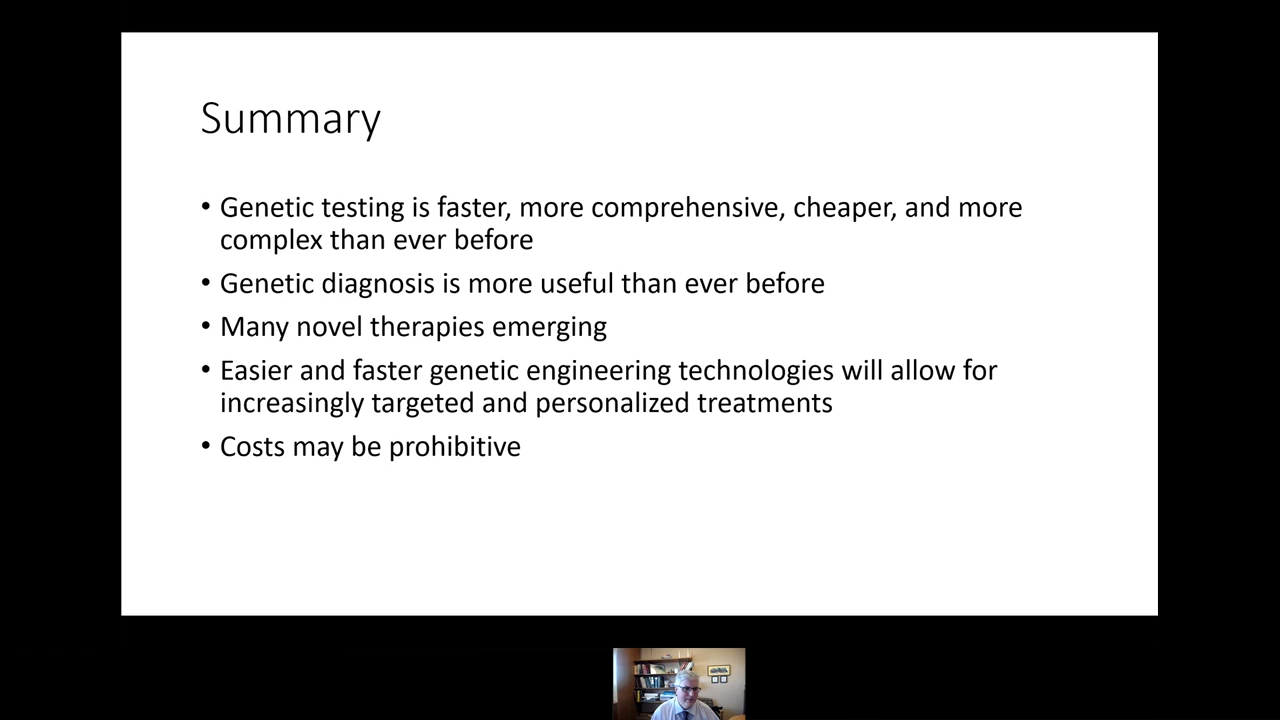 Summary
• Genetic testing is faster, more comprehensive, cheaper, and more
complex than ever before
• Genetic diagnosis is more useful than ever before
• Many novel therapies emerging
• Easier and faster genetic engineering technologies will allow for
increasingly targeted and personalized treatments
• Costs may be prohibitive